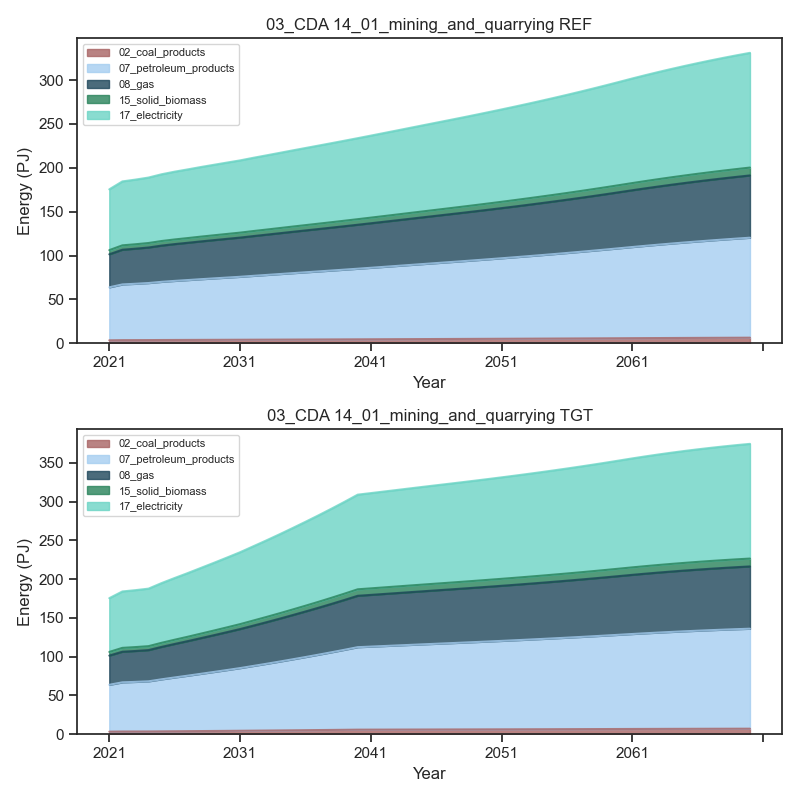 03_CDA 14_01_mining_and_quarrying REF
02_coal_products
07_petroleum_products
08_gas
15_solid_biomass
17_electricity
Energy (PJ)
300
250
200
150
100
50
0
2021 2031 2041 2051 2061
Year
03_CDA 14_01_mining_and_quarrying TGT
02_coal_products
07_petroleum_products
08_gas
15_solid_biomass
17_electricity
Energy (PJ)
350
300
250
200
150
100
50
0
2021 2031 2041 2051 2061
Year